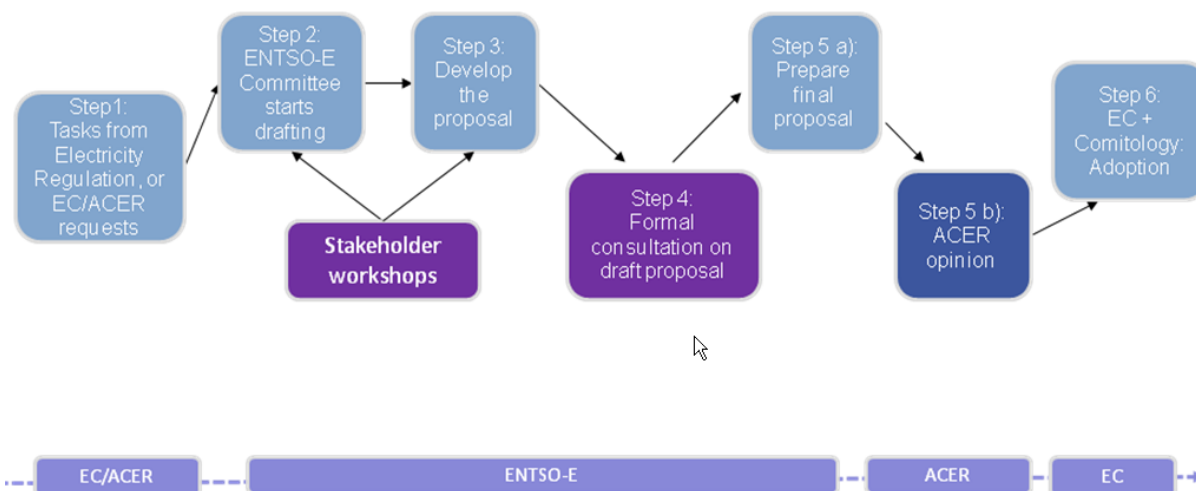 Step1:
Tasks from
Electricity
Regulation, or
EC/ACER
requests
Step 2:
ENTSO-E
Committee
starts
drafting
Step 3:
Develop
the
proposal
Stakeholder
workshops
Step 4:
Formal
consultation on
draft proposal
Step 5 a):
Prepare
final
proposal
Step 5 b):
ACER
opinion
Step 6:
EC +
Comitology:
Adoption
EC/ACER
ENTSO-E
ACER
EC